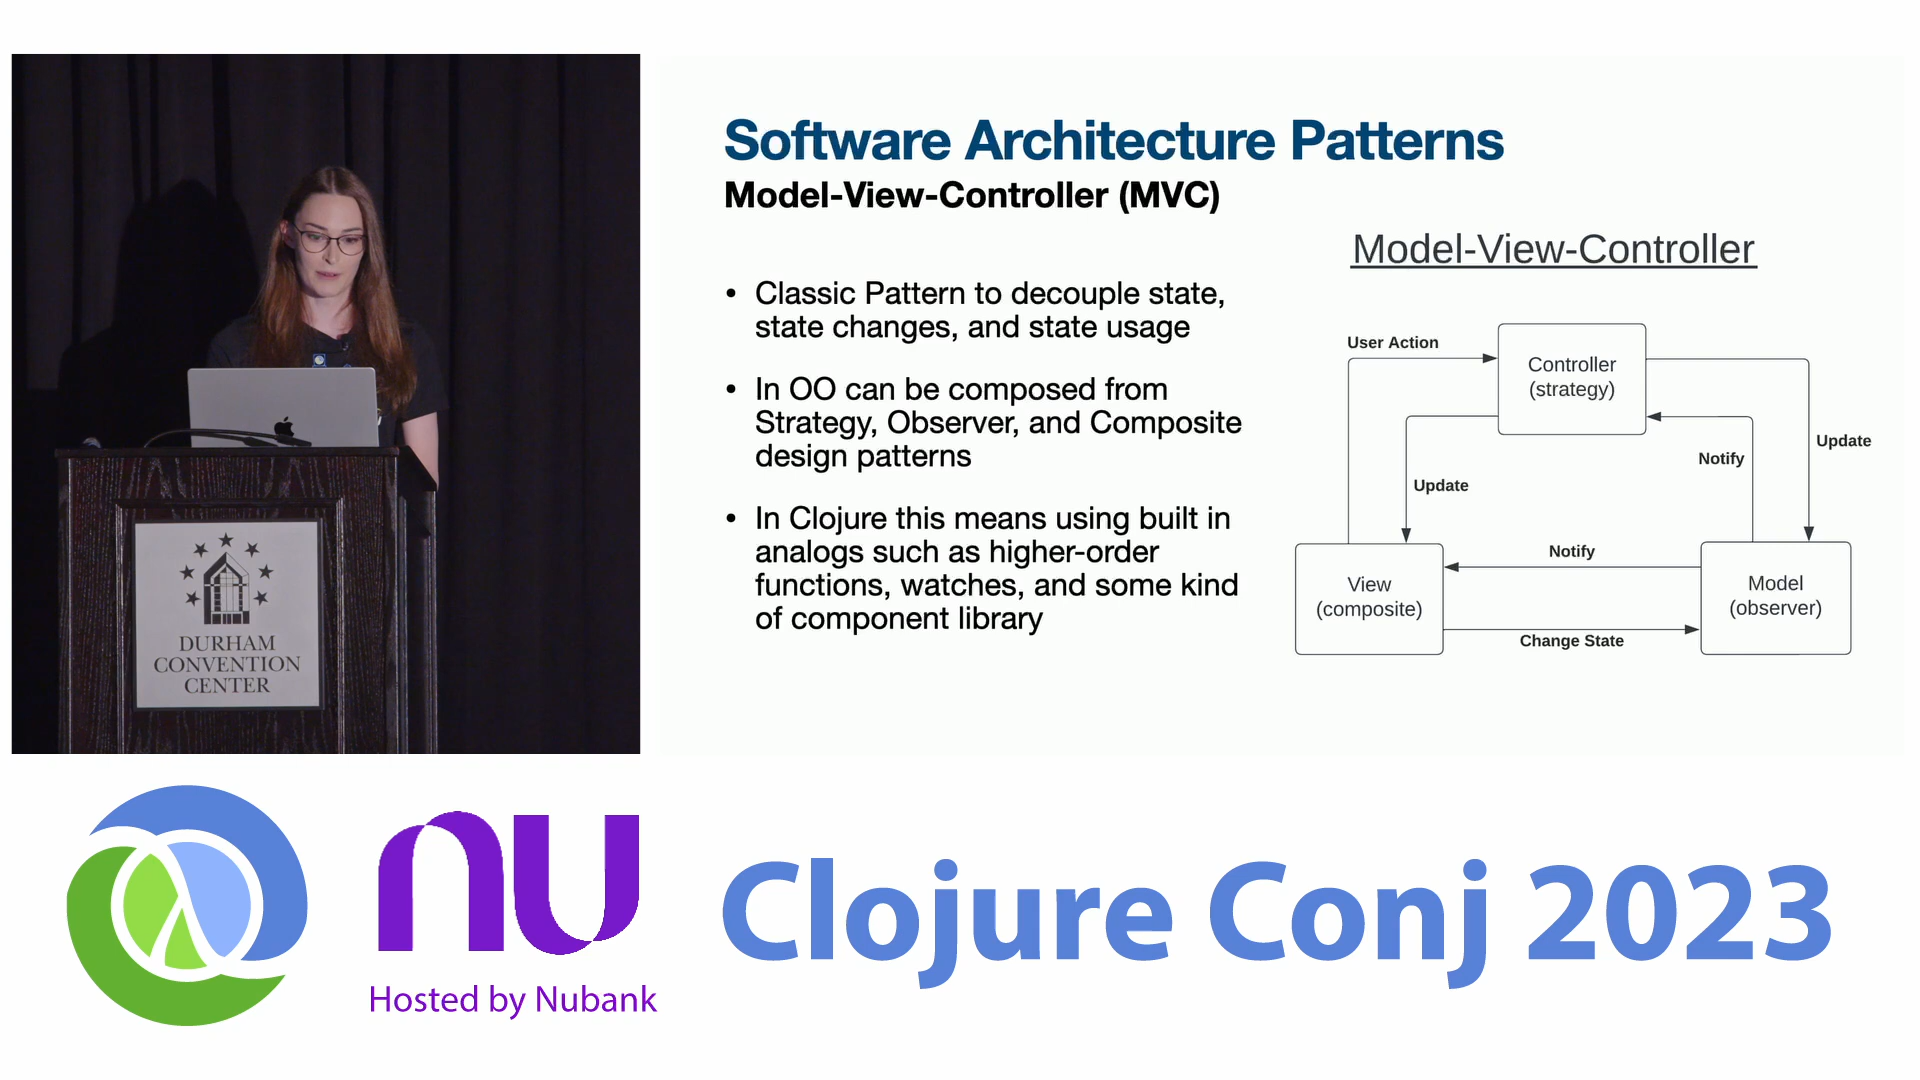 Software Architecture Patterns
Model-View-Controller (MVC)
• Classic Pattern to decouple state,
state changes, and state usage
• In OO can be composed from
Strategy, Observer, and Composite
design patterns
• In Clojure this means using built in
analogs such as higher-order
functions, watches, and some kind
of component library
Model-View-Controller
User Action
Controller
(strategy)
Update
Notify
Update
Notify
View
(composite)
Model
(observer)
Change State
DURHAM
CONVENTION
CENTER
nu
Hosted by Nubank
Clojure Conj 2023